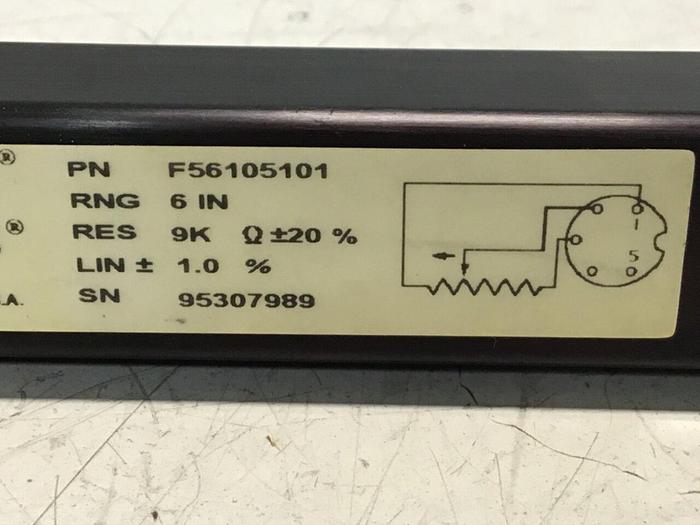 ®
PN F56105101
RNG 6 IN
®
RES 9K Ω ±20 %
LIN ± 1.0 %
.A.
SN 95307989
1
5